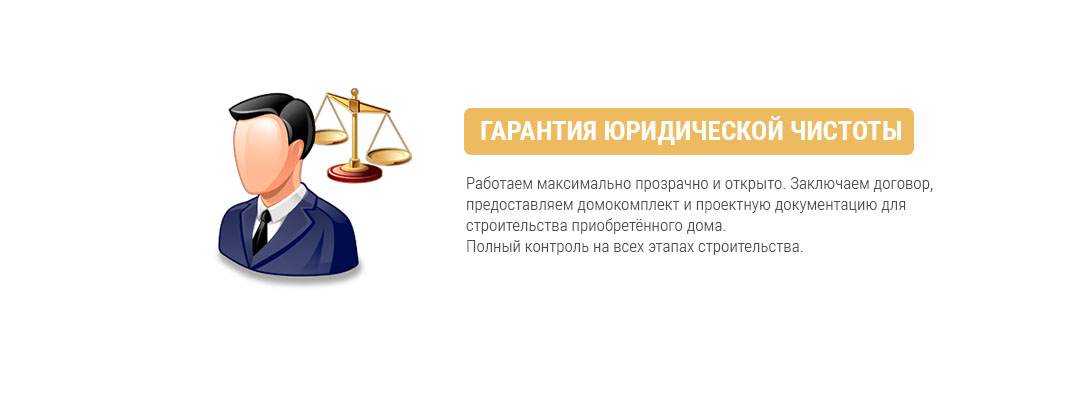 ГАРАНТИЯ ЮРИДИЧЕСКОЙ ЧИСТОТЫ
Работаем максимально прозрачно и открыто. Заключаем договор,
предоставляем домокомплект и проектную документацию для
строительства приобретённого дома.
Полный контроль на всех этапах строительства.